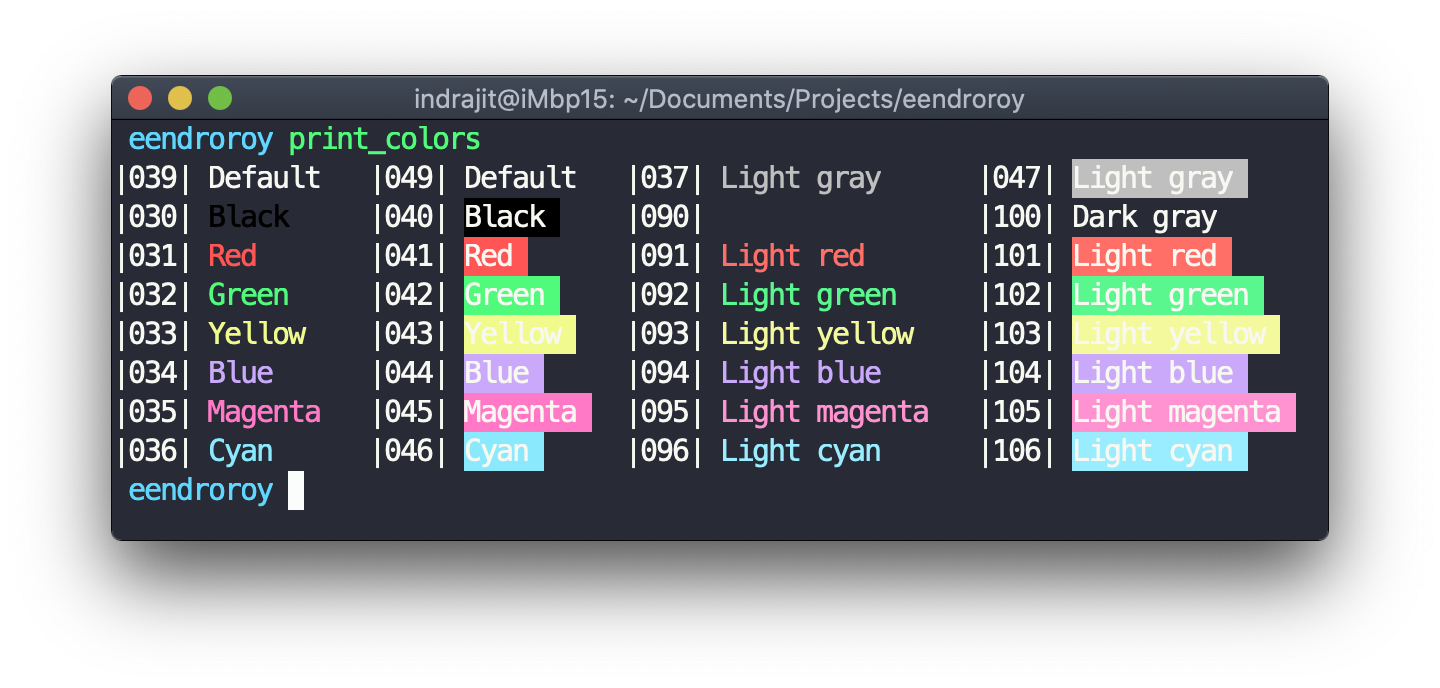 indrajit@iMbp15: ~/Documents/Projects/eendroroy
eendroroy print_colors
|039| Default |049| Default |037| Light gray |047| Light gray
|030| Black |040| Black |090| |100| Dark gray
|031| Red |041| Red |091| Light red |101| Light red
|032| Green |042| Green |092| Light green |102| Light green
|033| Yellow |043| Yellow |093| Light yellow |103| Light yellow
|034| Blue |044| Blue |094| Light blue |104| Light blue
|035| Magenta |045| Magenta |095| Light magenta |105| Light magenta
|036| Cyan |046| Cyan |096| Light cyan |106| Light cyan
eendroroy